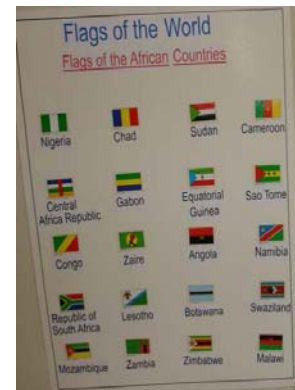 Flags of the World
Flags of the African Countries
Nigeria Chad Sudan Cameroon
Central Africa Republic Gabon Equatorial Guinea Sao Tome
Congo Zaire Angola Namibia
Republic of South Africa Lesotho Botswana Swaziland
Mozambique Zambia Zimbabwe Malawi